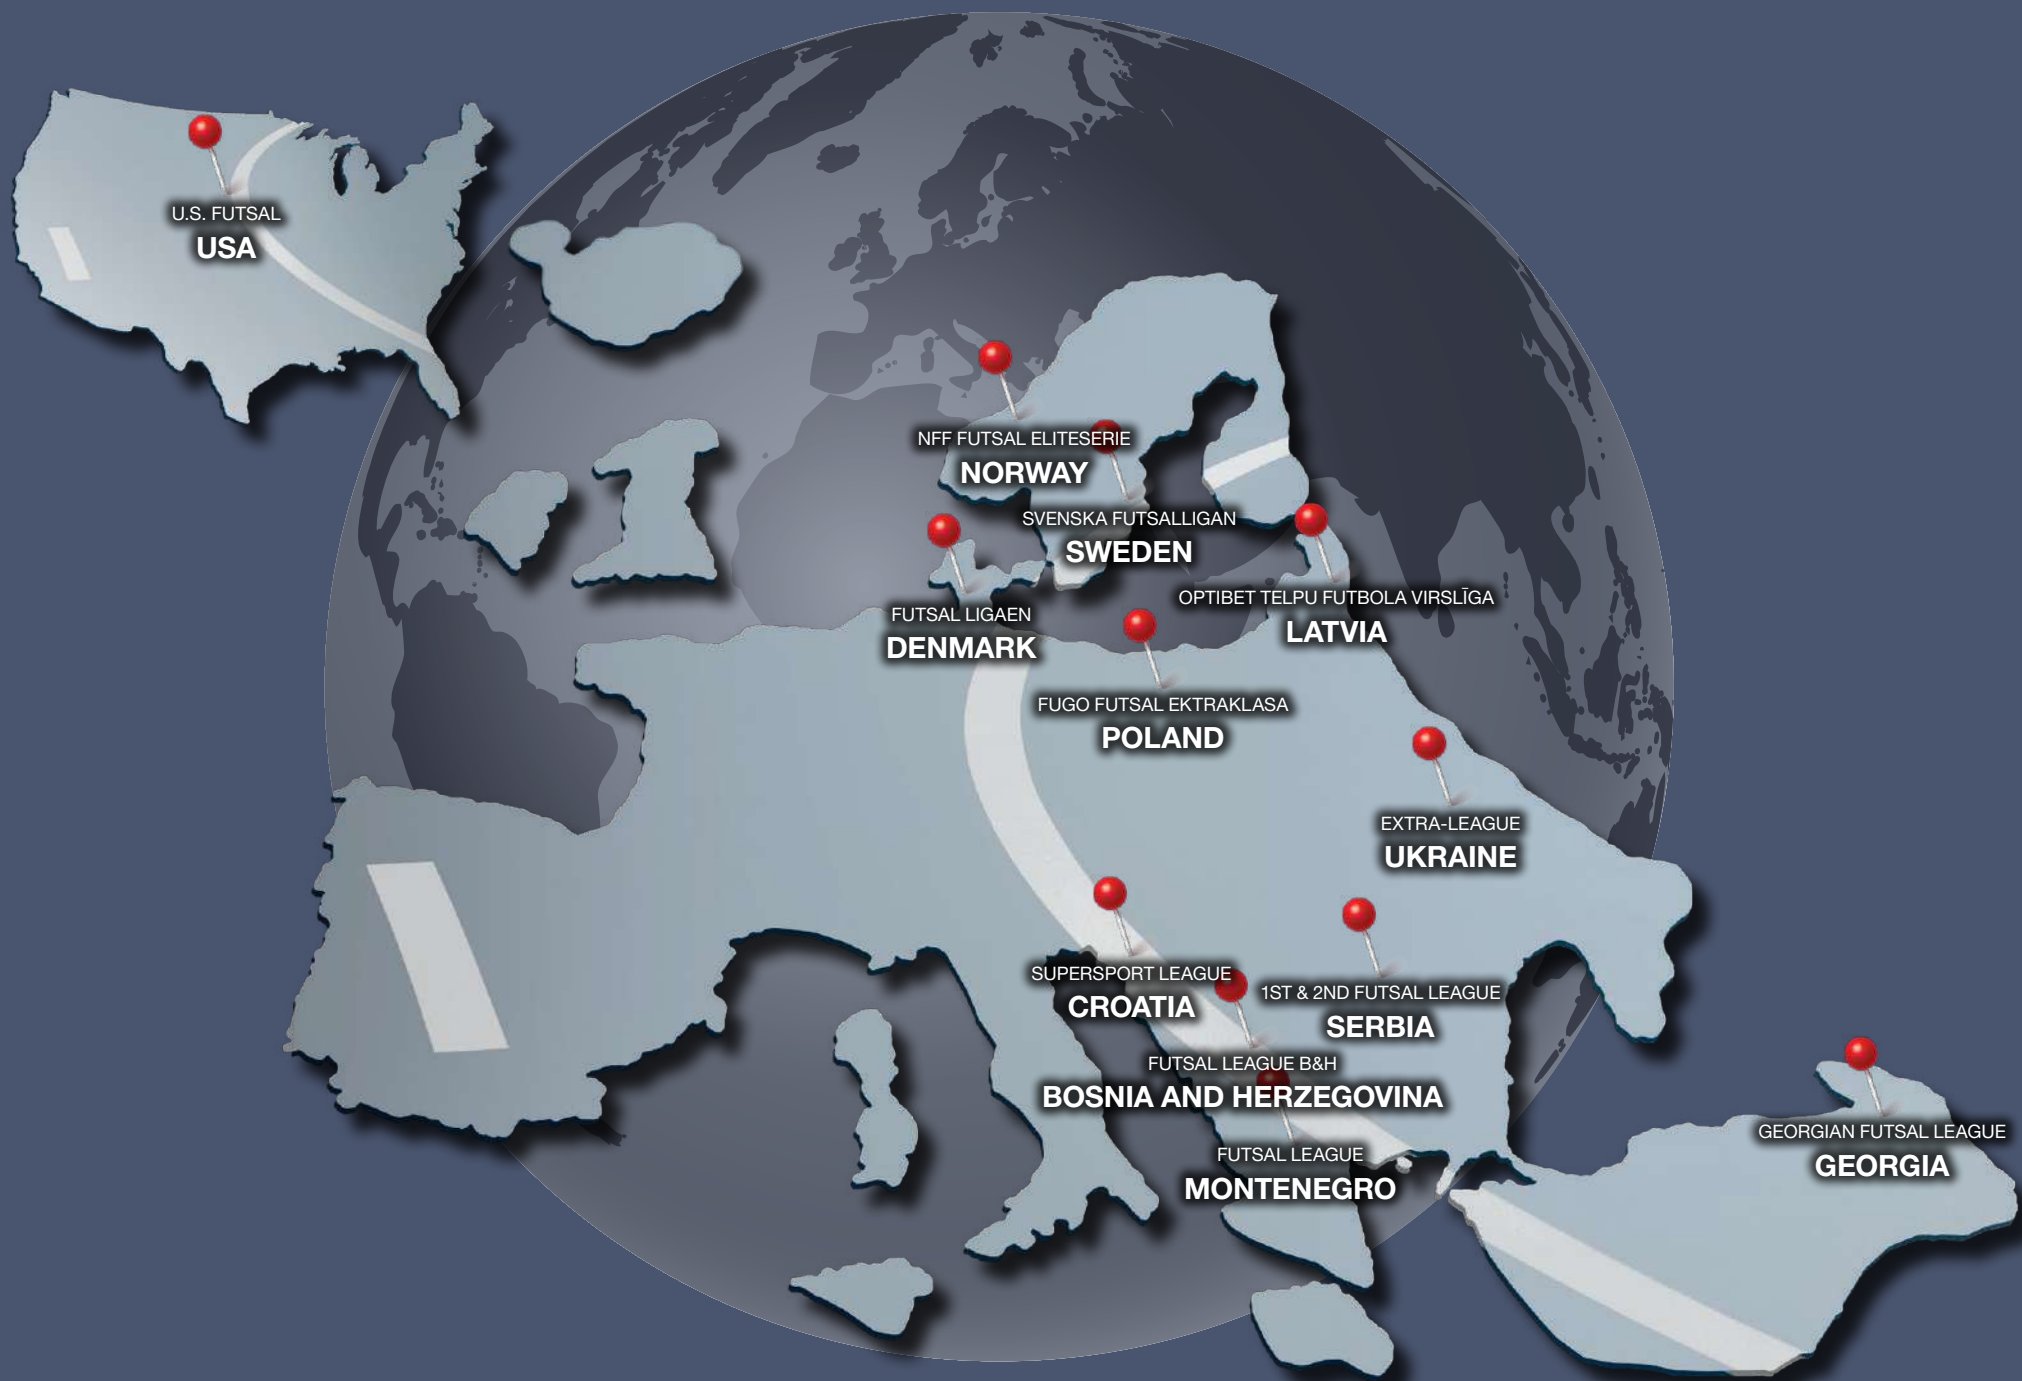 U.S. FUTSAL
USA
NFF FUTSAL ELITESERIE
NORWAY
SVENSKA FUTSALLIGAN
SWEDEN
OPTIBET TELPU FUTBOLA VIRSLĪGA
LATVIA
FUTSAL LIGAEN
DENMARK
FUGO FUTSAL EKTRAKLASA
POLAND
EXTRA-LEAGUE
UKRAINE
SUPERSPORT LEAGUE
CROATIA
1ST & 2ND FUTSAL LEAGUE
SERBIA
FUTSAL LEAGUE B&H
BOSNIA AND HERZEGOVINA
FUTSAL LEAGUE
MONTENEGRO
GEORGIAN FUTSAL LEAGUE
GEORGIA